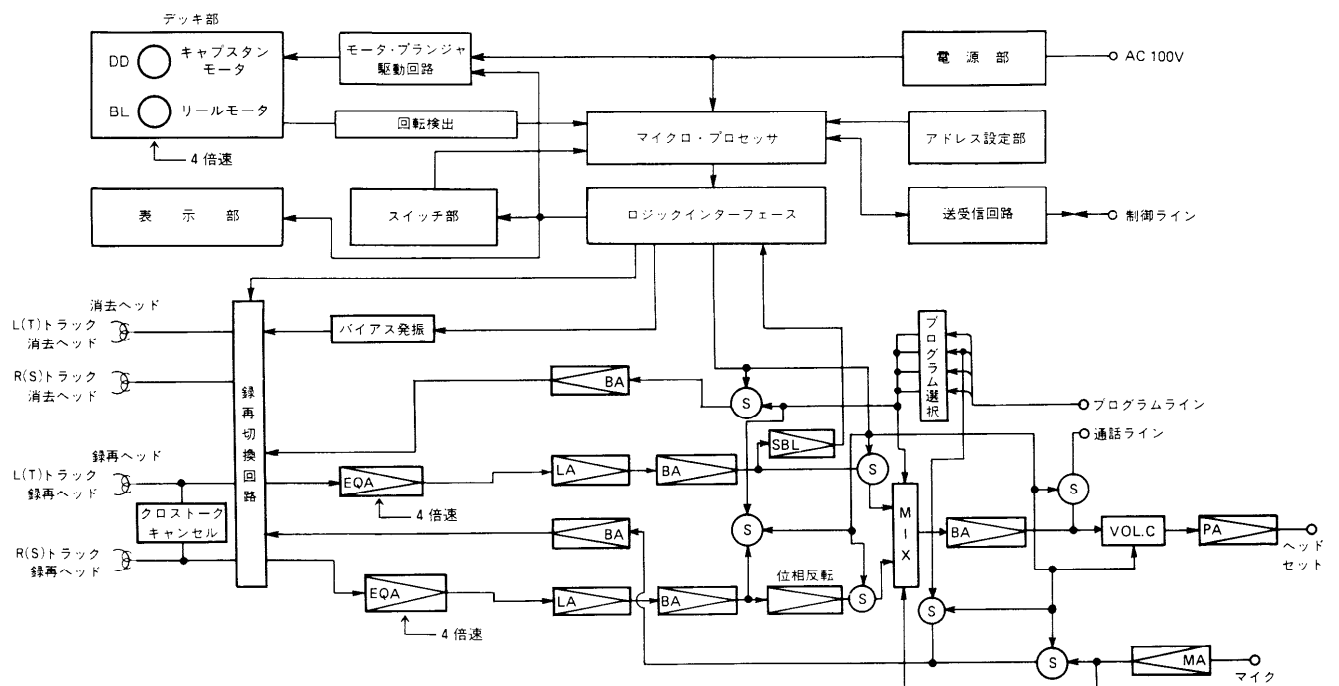 デッキ部
DD
キャプスタン
モータ
BL
リールモータ
4倍速
モータ・プランジャ
駆動回路
電源部
AC 100V
回転検出
マイクロ・プロセッサ
アドレス設定部
表示部
スイッチ部
ロジックインターフェース
送受信回路
制御ライン
消去ヘッド
L(T)トラック
消去ヘッド
R(S)トラック
消去ヘッド
録再切換回路
バイアス発振
プログラム選択
BA
S
プログラムライン
通話ライン
録再ヘッド
L(T)トラック
録再ヘッド
EQA
4倍速
LA
BA
SBL
S
S
クロストーク
キャンセル
BA
S
MIX
BA
VOL.C
PA
ヘッド
セット
R(S)トラック
録再ヘッド
EQA
4倍速
LA
BA
位相反転
S
S
S
MA
マイク